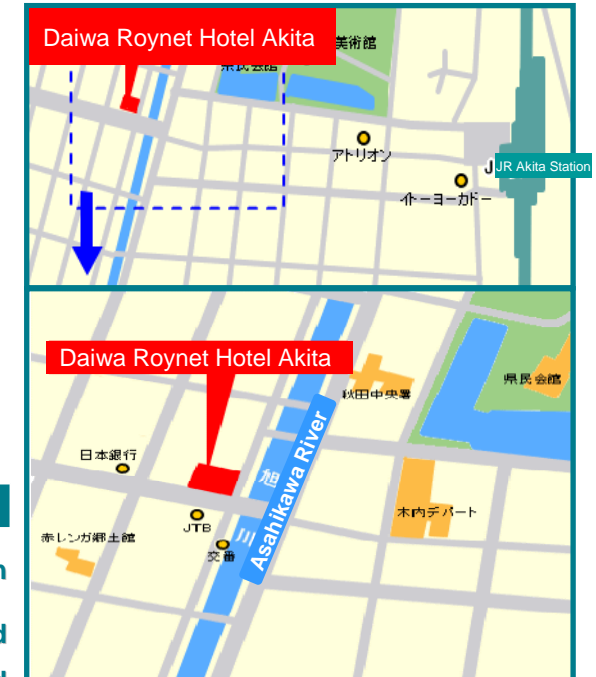 Daiwa Roynet Hotel Akita
美術館
県民会館
アトリオン
JR Akita Station
イトーヨーカドー
Daiwa Roynet Hotel Akita
県民会館
秋田中央署
日本銀行
旭川
Asahikawa River
木内デパート
JTB
赤レンガ郷土館
交番